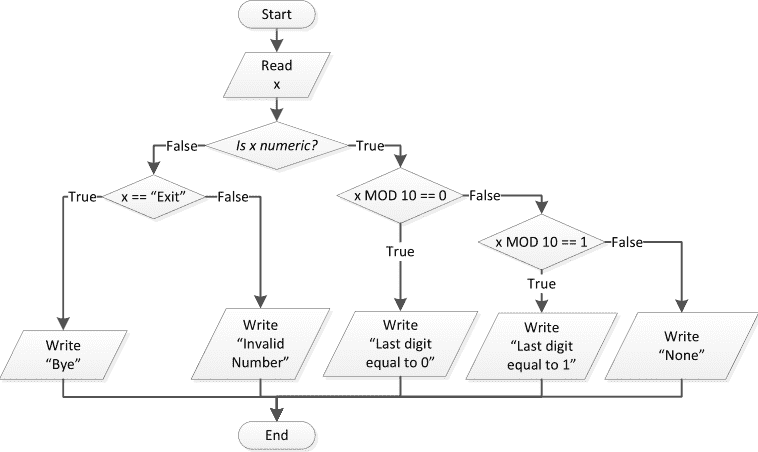 Start
Read
x
Is x numeric?
False
True
x == “Exit”
True
False
x MOD 10 == 0
False
True
x MOD 10 == 1
False
True
Write
“Bye”
Write
“Invalid
Number”
Write
“Last digit
equal to 0”
Write
“Last digit
equal to 1”
Write
“None”
End